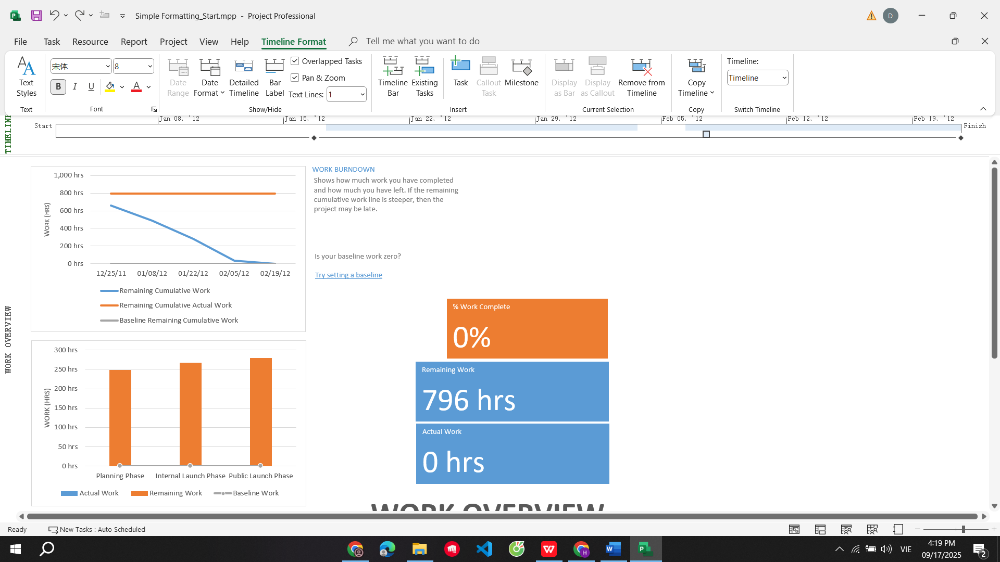 Simple Formatting_Start.mpp - Project Professional
D
File Task Resource Report Project View Help Timeline Format Tell me what you want to do
Text Styles
Text
宋体 8
B I U A
Font
Date Range
Date Format
Detailed Timeline
Bar Label
Overlapped Tasks
Pan & Zoom
Text Lines: 1
Show/Hide
Timeline Bar
Existing Tasks
Task
Callout Task
Milestone
Insert
Display as Bar
Display as Callout
Remove from Timeline
Current Selection
Copy Timeline
Copy
Timeline:
Timeline
Switch Timeline
TIMELINE
Jan 08, '12 Jan 15, '12 Jan 22, '12 Jan 29, '12 Feb 05, '12 Feb 12, '12 Feb 19, '12
Start Finish
WORK OVERVIEW
WORK (HRS)
1,000 hrs
800 hrs
600 hrs
400 hrs
200 hrs
0 hrs
12/25/11 01/08/12 01/22/12 02/05/12 02/19/12
Remaining Cumulative Work
Remaining Cumulative Actual Work
Baseline Remaining Cumulative Work
WORK BURNDOWN
Shows how much work you have completed
and how much you have left. If the remaining
cumulative work line is steeper, then the
project may be late.
Is your baseline work zero?
Try setting a baseline
% Work Complete
0%
Remaining Work
796 hrs
Actual Work
0 hrs
WORK (HRS)
300 hrs
250 hrs
200 hrs
150 hrs
100 hrs
50 hrs
0 hrs
Planning Phase Internal Launch Phase Public Launch Phase
Actual Work Remaining Work Baseline Work
WORK OVERVIEW
Ready New Tasks : Auto Scheduled
VIE
4:19 PM
09/17/2025
2